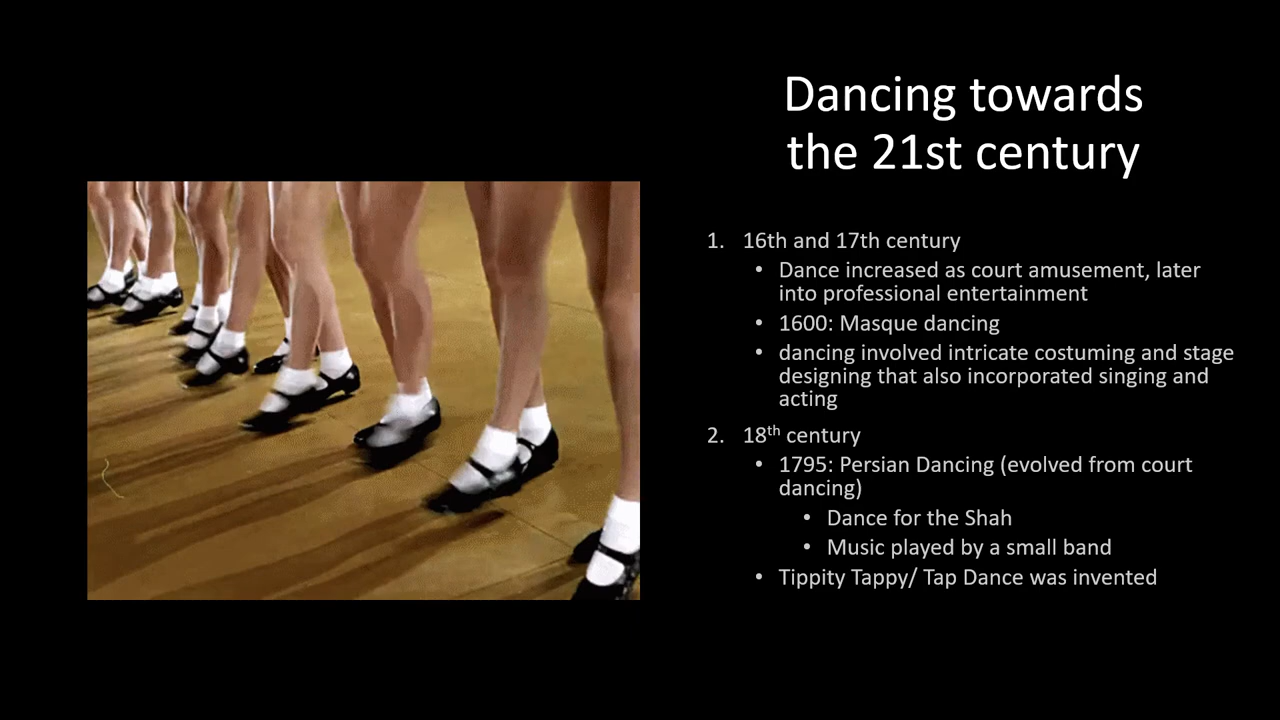 Dancing towards
the 21st century
1. 16th and 17th century
• Dance increased as court amusement, later
into professional entertainment
• 1600: Masque dancing
• dancing involved intricate costuming and stage
designing that also incorporated singing and
acting
2. 18th century
• 1795: Persian Dancing (evolved from court
dancing)
• Dance for the Shah
• Music played by a small band
• Tippity Tappy/ Tap Dance was invented